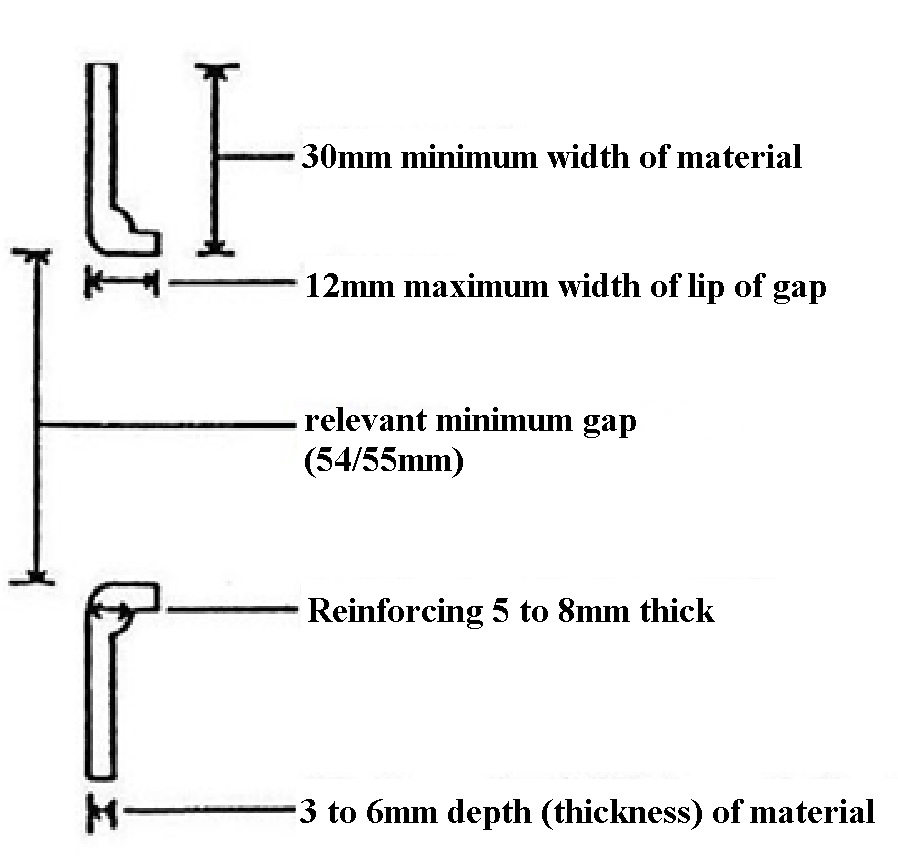 30mm minimum width of material
12mm maximum width of lip of gap
relevant minimum gap
(54/55mm)
Reinforcing 5 to 8mm thick
3 to 6mm depth (thickness) of material